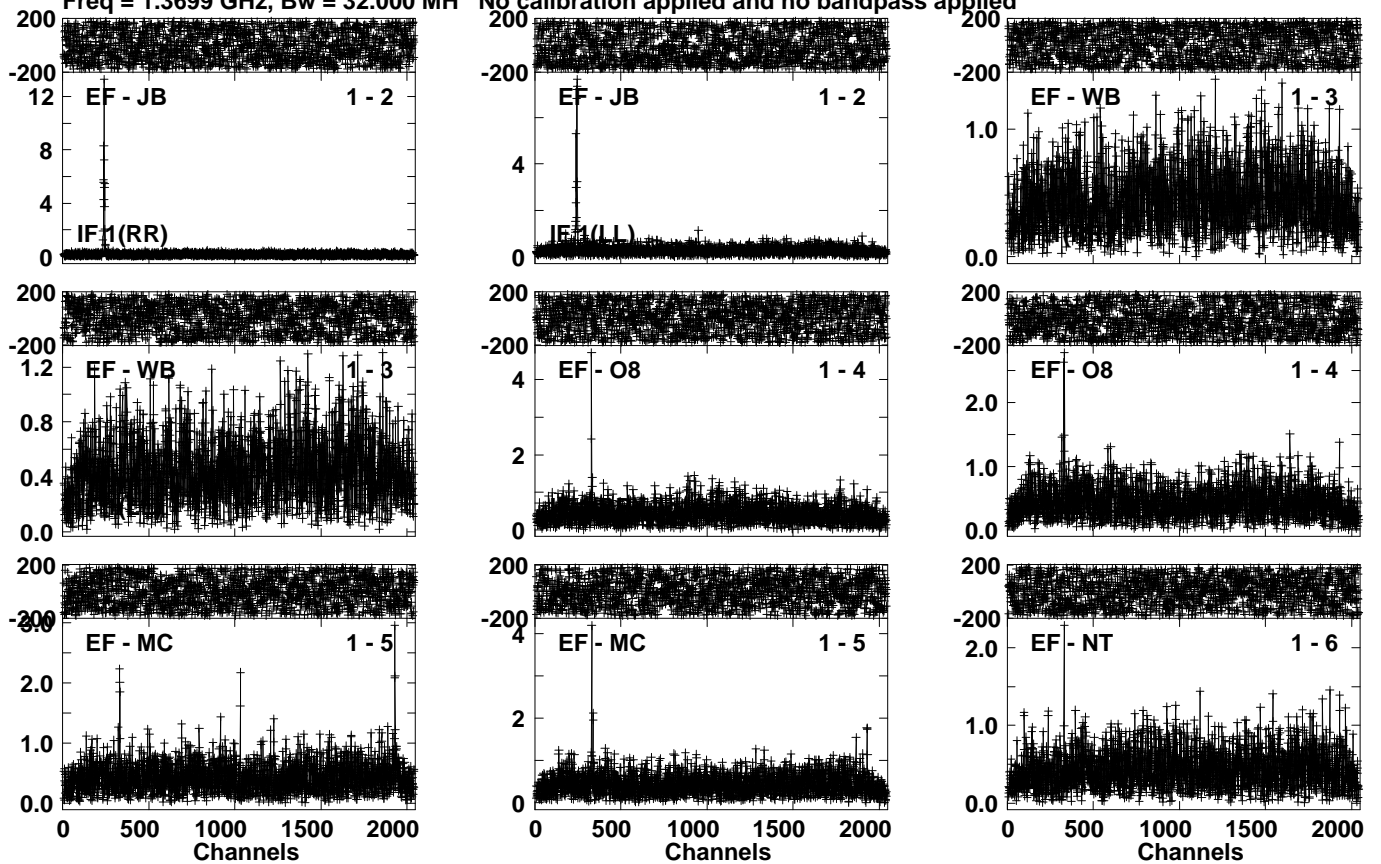 Freq = 1.3699 GHz, Bw = 32.000 MH No calibration applied and no bandpass applied
200 200 200
-200 -200 -200
EF - JB 1 - 2 EF - JB 1 - 2 EF - WB 1 - 3
12
8
4
0
IF 1(RR)
4
0
IF 1(LL)
1.0
0.0
200 200 200
-200 -200 -200
EF - WB 1 - 3 EF - O8 1 - 4 EF - O8 1 - 4
1.2
0.8
0.4
0.0
4
2
0
2.0
1.0
0.0
200 200 200
-200 -200 -200
EF - MC 1 - 5 EF - MC 1 - 5 EF - NT 1 - 6
3.0
2.0
1.0
0.0
4
2
0
2.0
1.0
0.0
0 500 1000 1500 2000 0 500 1000 1500 2000 0 500 1000 1500 2000
Channels Channels Channels